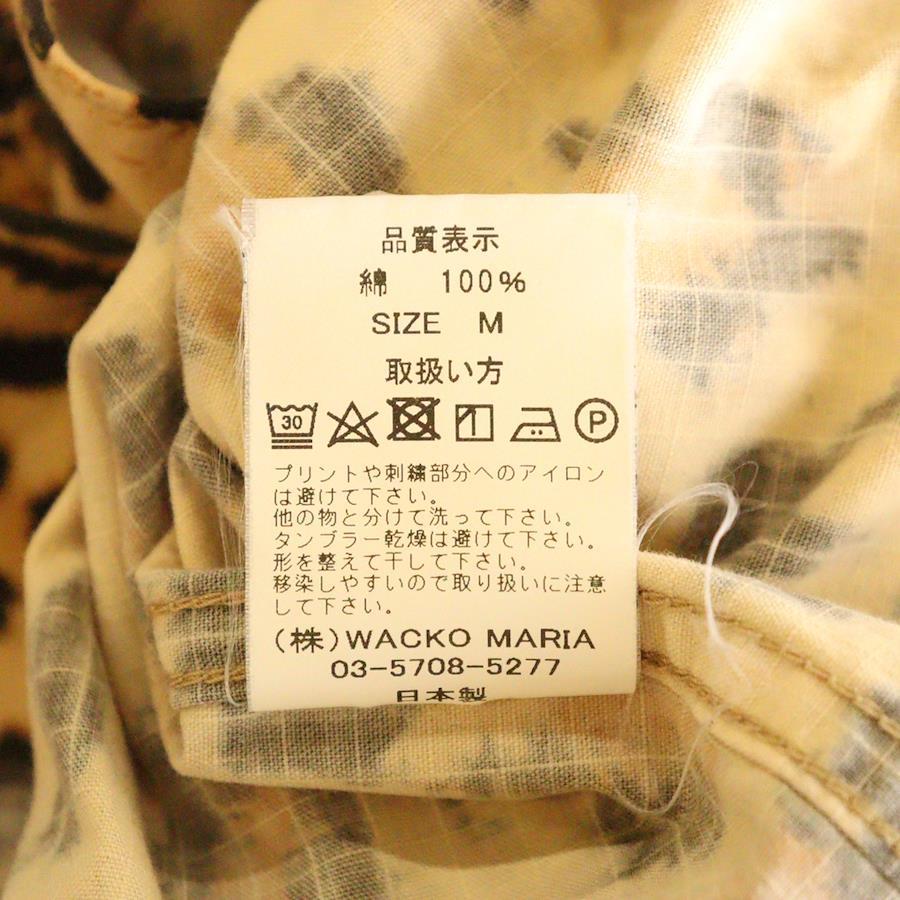 品質表示
綿 100%
SIZE M
取扱い方
30 P
プリントや刺繍部分へのアイロン
は避けて下さい。
他の物と分けて洗って下さい。
タンブラー乾燥は避けて下さい。
形を整えて干して下さい。
移染しやすいので取り扱いに注意
して下さい。
(株)WACKO MARIA
03-5708-5277
日本製